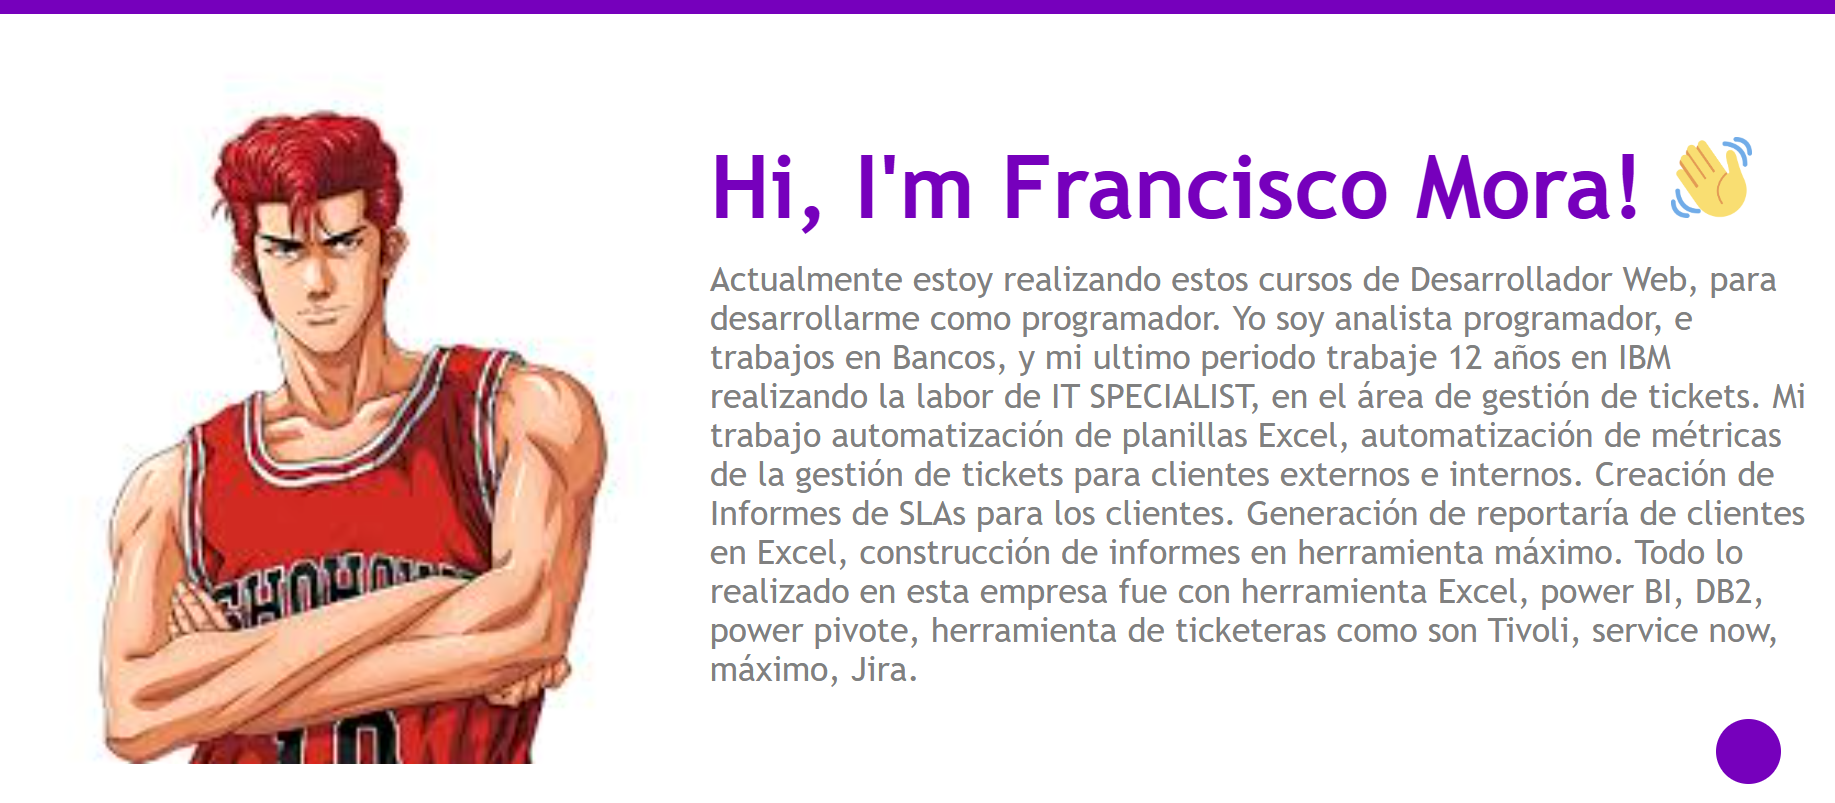 Hi, I'm Francisco Mora! 👋
Actualmente estoy realizando estos cursos de Desarrollador Web, para
desarrollarme como programador. Yo soy analista programador, e
trabajos en Bancos, y mi ultimo periodo trabaje 12 años en IBM
realizando la labor de IT SPECIALIST, en el área de gestión de tickets. Mi
trabajo automatización de planillas Excel, automatización de métricas
de la gestión de tickets para clientes externos e internos. Creación de
Informes de SLAs para los clientes. Generación de reportaría de clientes
en Excel, construcción de informes en herramienta máximo. Todo lo
realizado en esta empresa fue con herramienta Excel, power BI, DB2,
power pivote, herramienta de ticketeras como son Tivoli, service now,
máximo, Jira.
10